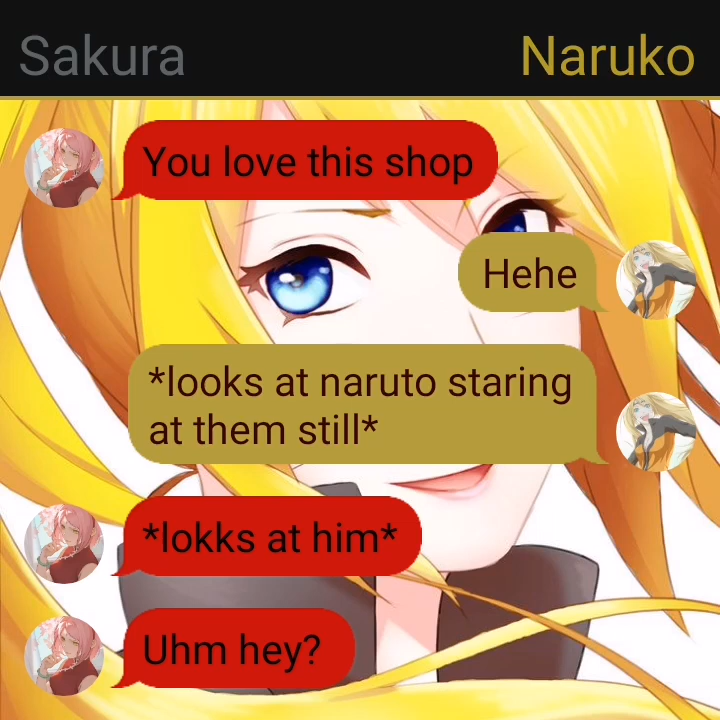 Sakura
Naruko
You love this shop
Hehe
*looks at naruto staring
at them still*
*lokks at him*
Uhm hey?